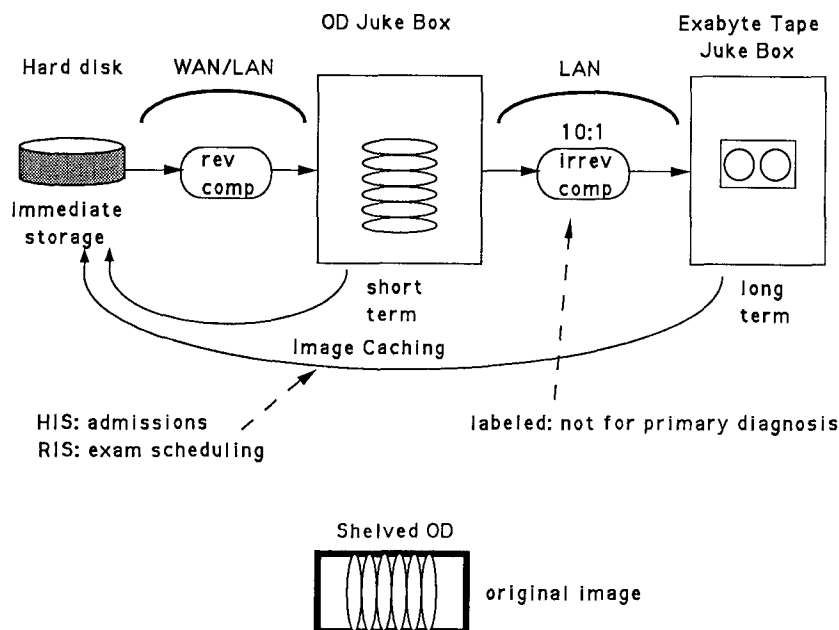 OD Juke Box
Exabyte Tape
Juke Box
Hard disk
WAN/LAN
LAN
10:1
rev
comp
irrev
comp
Immediate
storage
short
term
long
term
Image Caching
HIS: admissions
RIS: exam scheduling
labeled: not for primary diagnosis
Shelved OD
original image